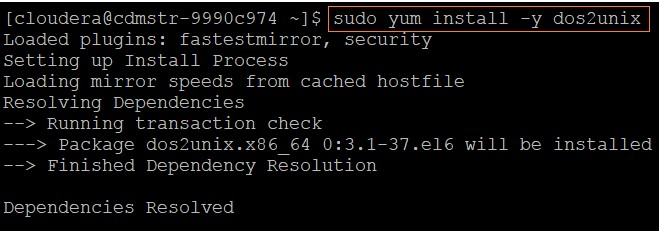 [cloudera@cdmstr-9990c974 ~]$ sudo yum install -y dos2unix
Loaded plugins: fastestmirror, security
Setting up Install Process
Loading mirror speeds from cached hostfile
Resolving Dependencies
--> Running transaction check
---> Package dos2unix.x86_64 0:3.1-37.el6 will be installed
--> Finished Dependency Resolution
Dependencies Resolved